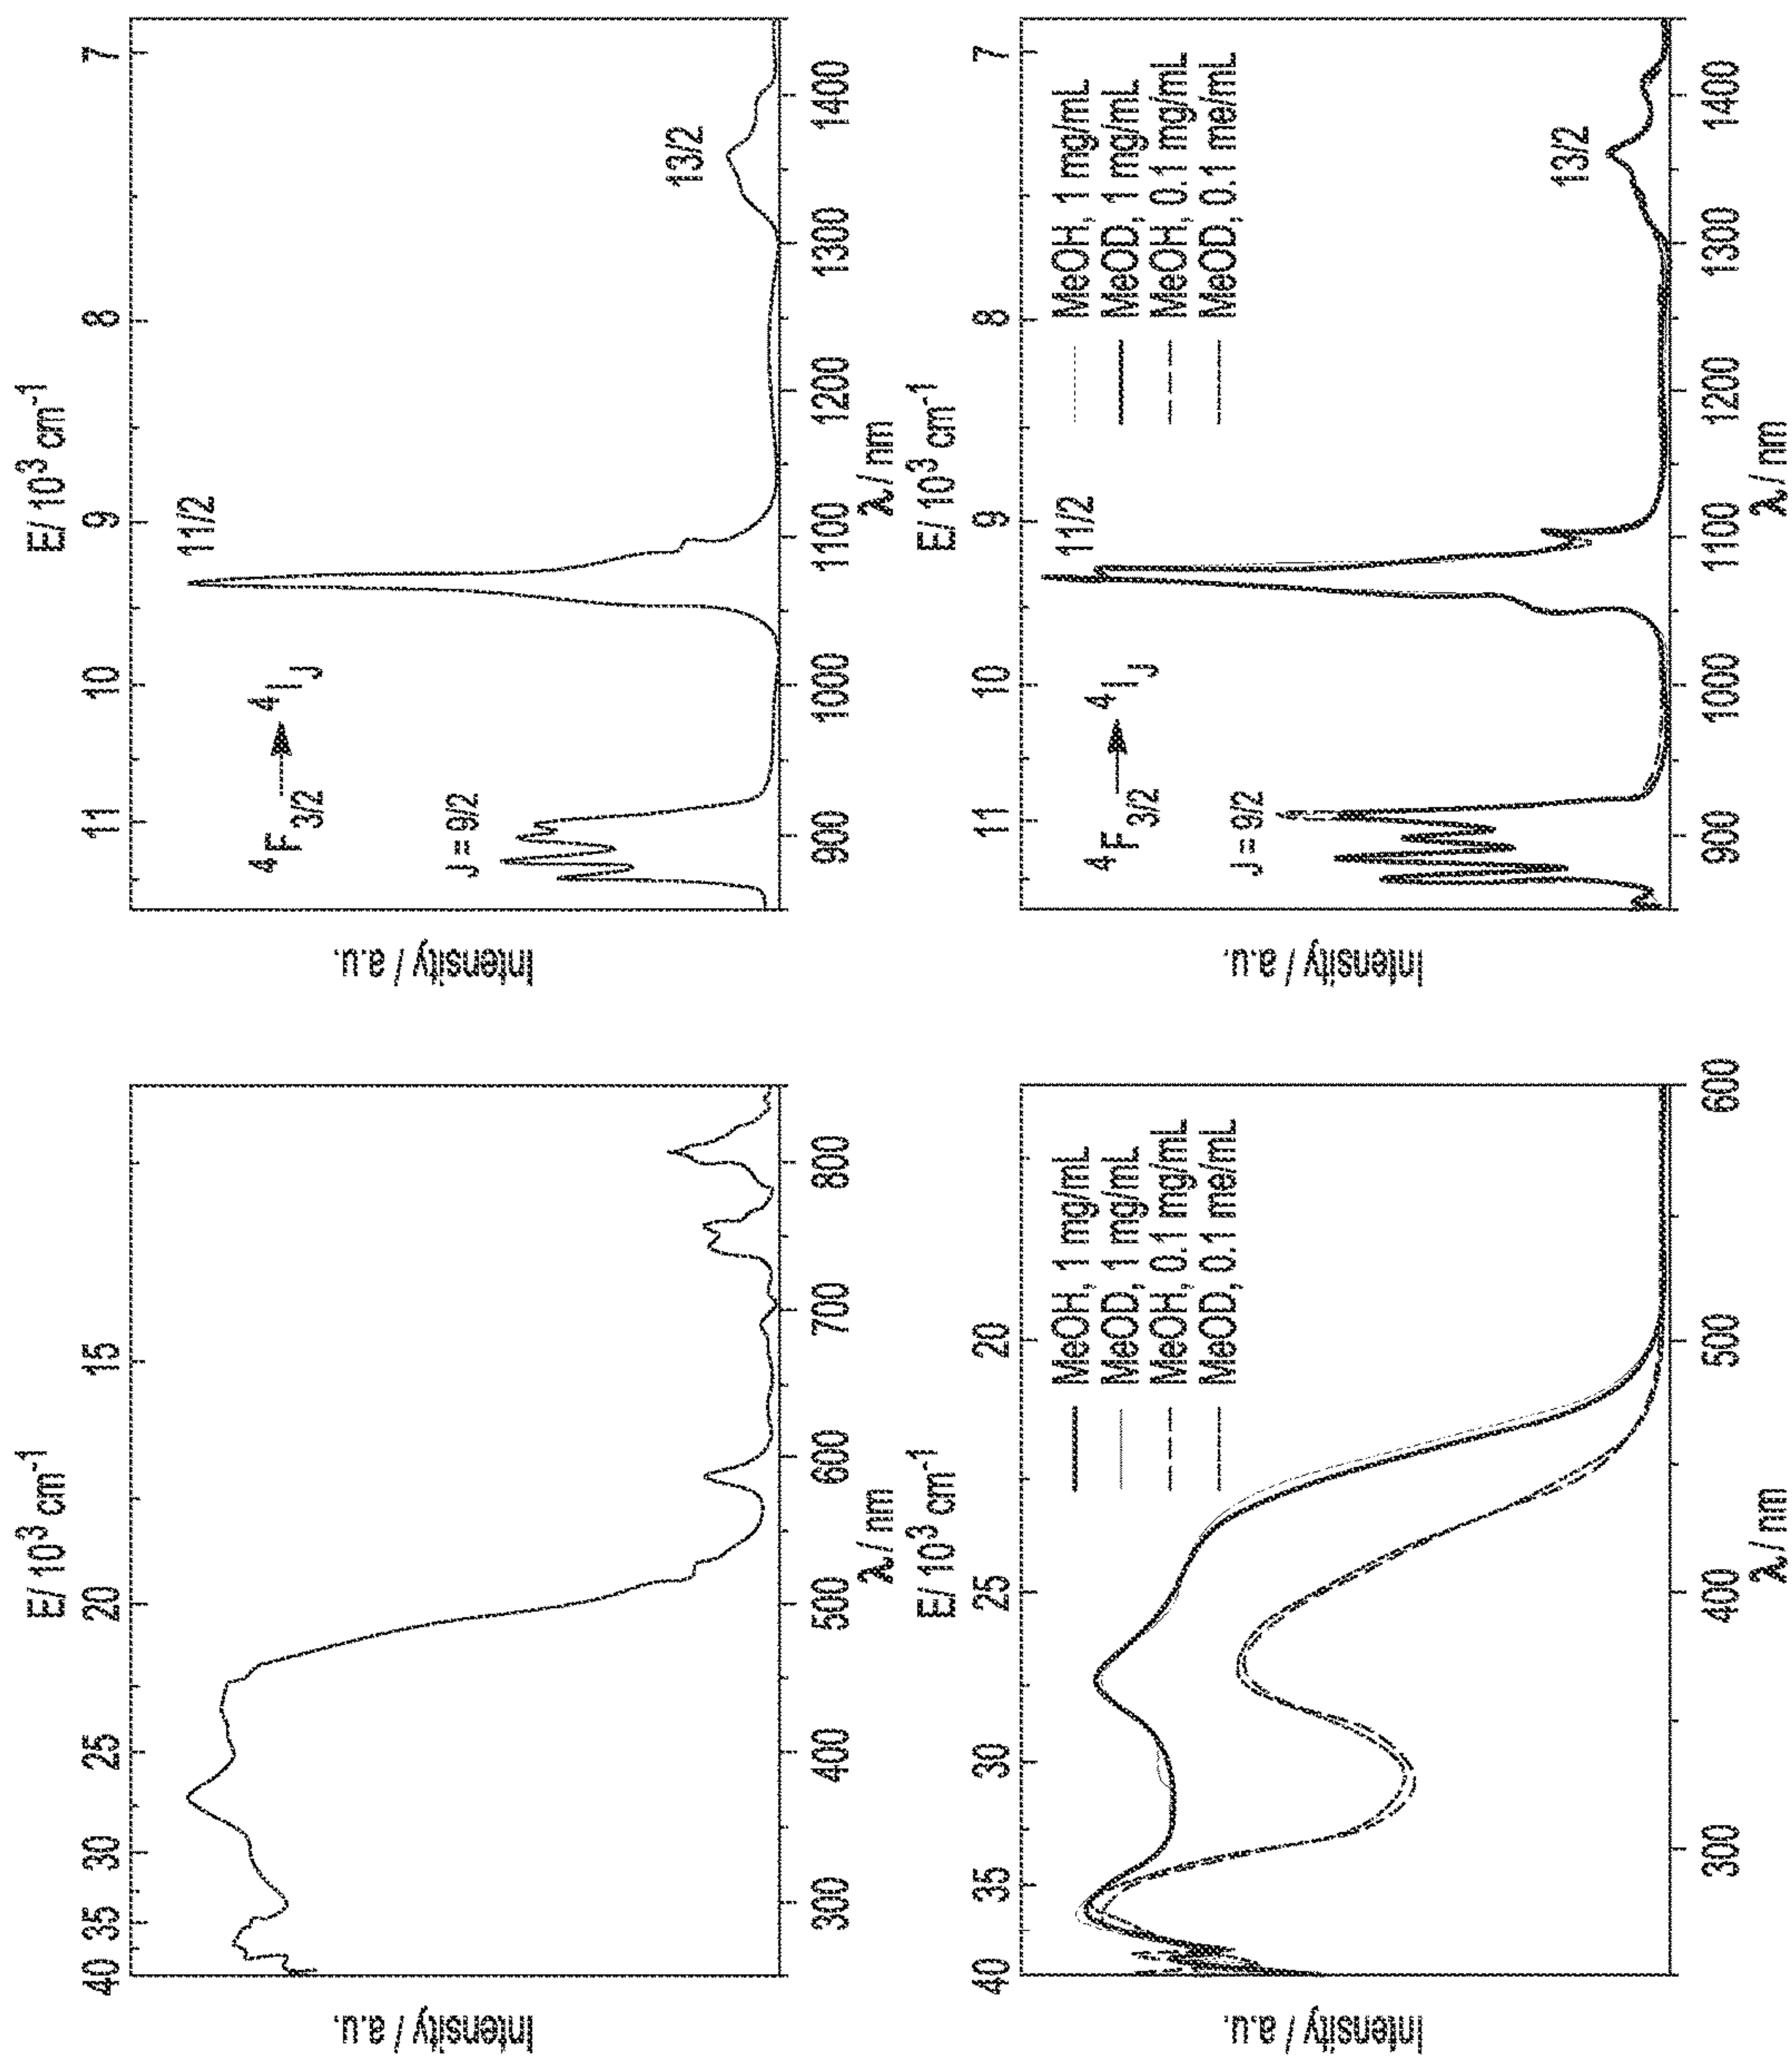 E/ 10³ cm⁻¹
40 35 30 25 20 15
Intensity / a.u.
300 400 500 600 700 800
λ/ nm
E/ 10³ cm⁻¹
11 10 9 8 7
Intensity / a.u.
⁴F3/2 → ⁴IJ
11/2
J = 9/2
13/2
900 1000 1100 1200 1300 1400
λ/ nm
E/ 10³ cm⁻¹
40 35 30 25 20
Intensity / a.u.
MeOH, 1 mg/mL
MeOD, 1 mg/mL
MeOH, 0.1 mg/mL
MeOD, 0.1 me/mL
300 400 500 600
λ/ nm
E/ 10³ cm⁻¹
11 10 9 8 7
Intensity / a.u.
⁴F3/2 → ⁴IJ
11/2
J = 9/2
MeOH, 1 mg/mL
MeOD, 1 mg/mL
MeOH, 0.1 mg/mL
MeOD, 0.1 me/mL
13/2
900 1000 1100 1200 1300 1400
λ/ nm